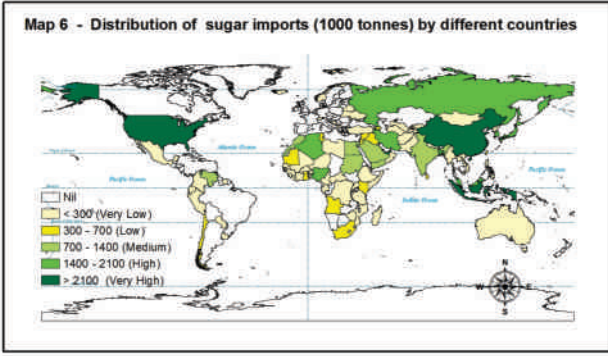 Map 6 - Distribution of sugar imports (1000 tonnes) by different countries
Atlantic Ocean
Pacific Ocean
Pacific Ocean
Indian Ocean
Nil
< 300 (Very Low)
300 - 700 (Low)
700 - 1400 (Medium)
1400 - 2100 (High)
> 2100 (Very High)
N
W E
S